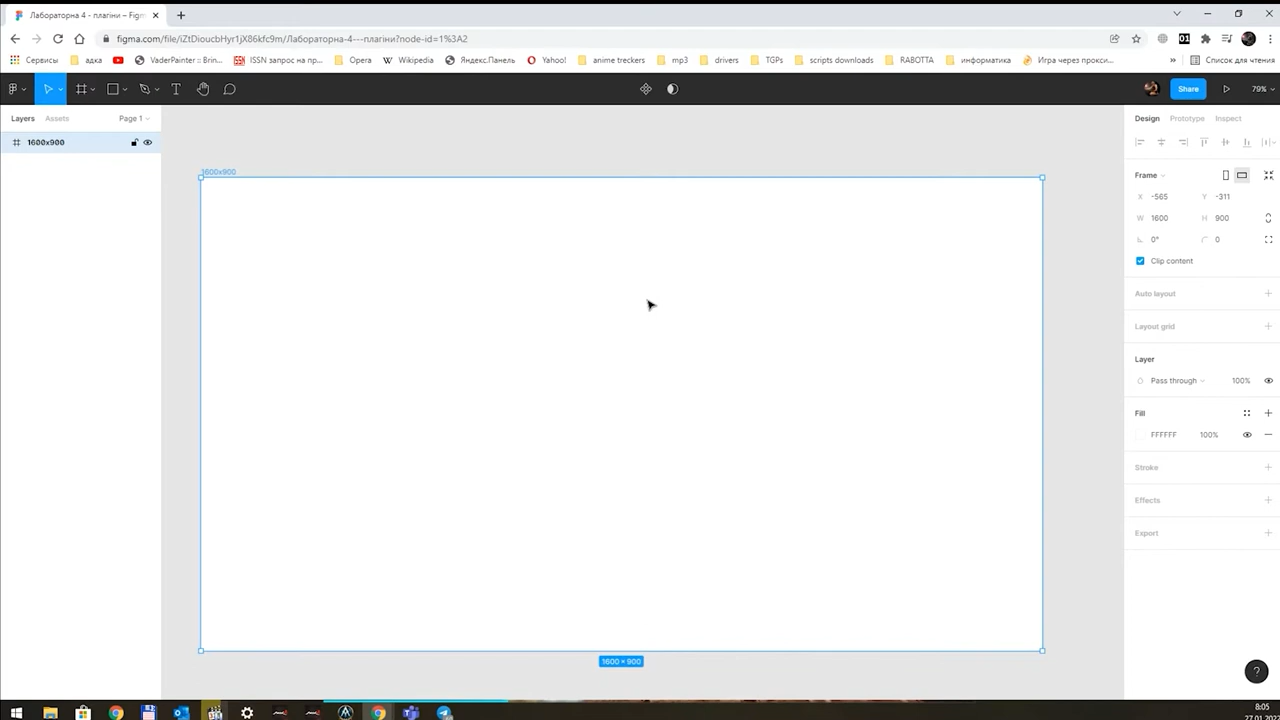 Лабораторна 4 - плагіни – Figm
figma.com/file/iZtDioucbHyr1jX86kfc9m/Лабораторна-4---плагіни?node-id=1%3A2
Сервисы адка VaderPainter :: Brin... ISSN запрос на пр... Opera Wikipedia Яндекс.Панель Yahoo! anime treckers mp3 drivers TGPs scripts downloads RABOTTA информатика Игра через прокси... » Список для чтения
Share 79%
Layers Assets Page 1
1600x900
1600x900
1600 × 900
Design Prototype Inspect
Frame
X -565 Y -311
W 1600 H 900
0° 0
Clip content
Auto layout
Layout grid
Layer
Pass through 100%
Fill
FFFFFF 100%
Stroke
Effects
Export
?
8:05